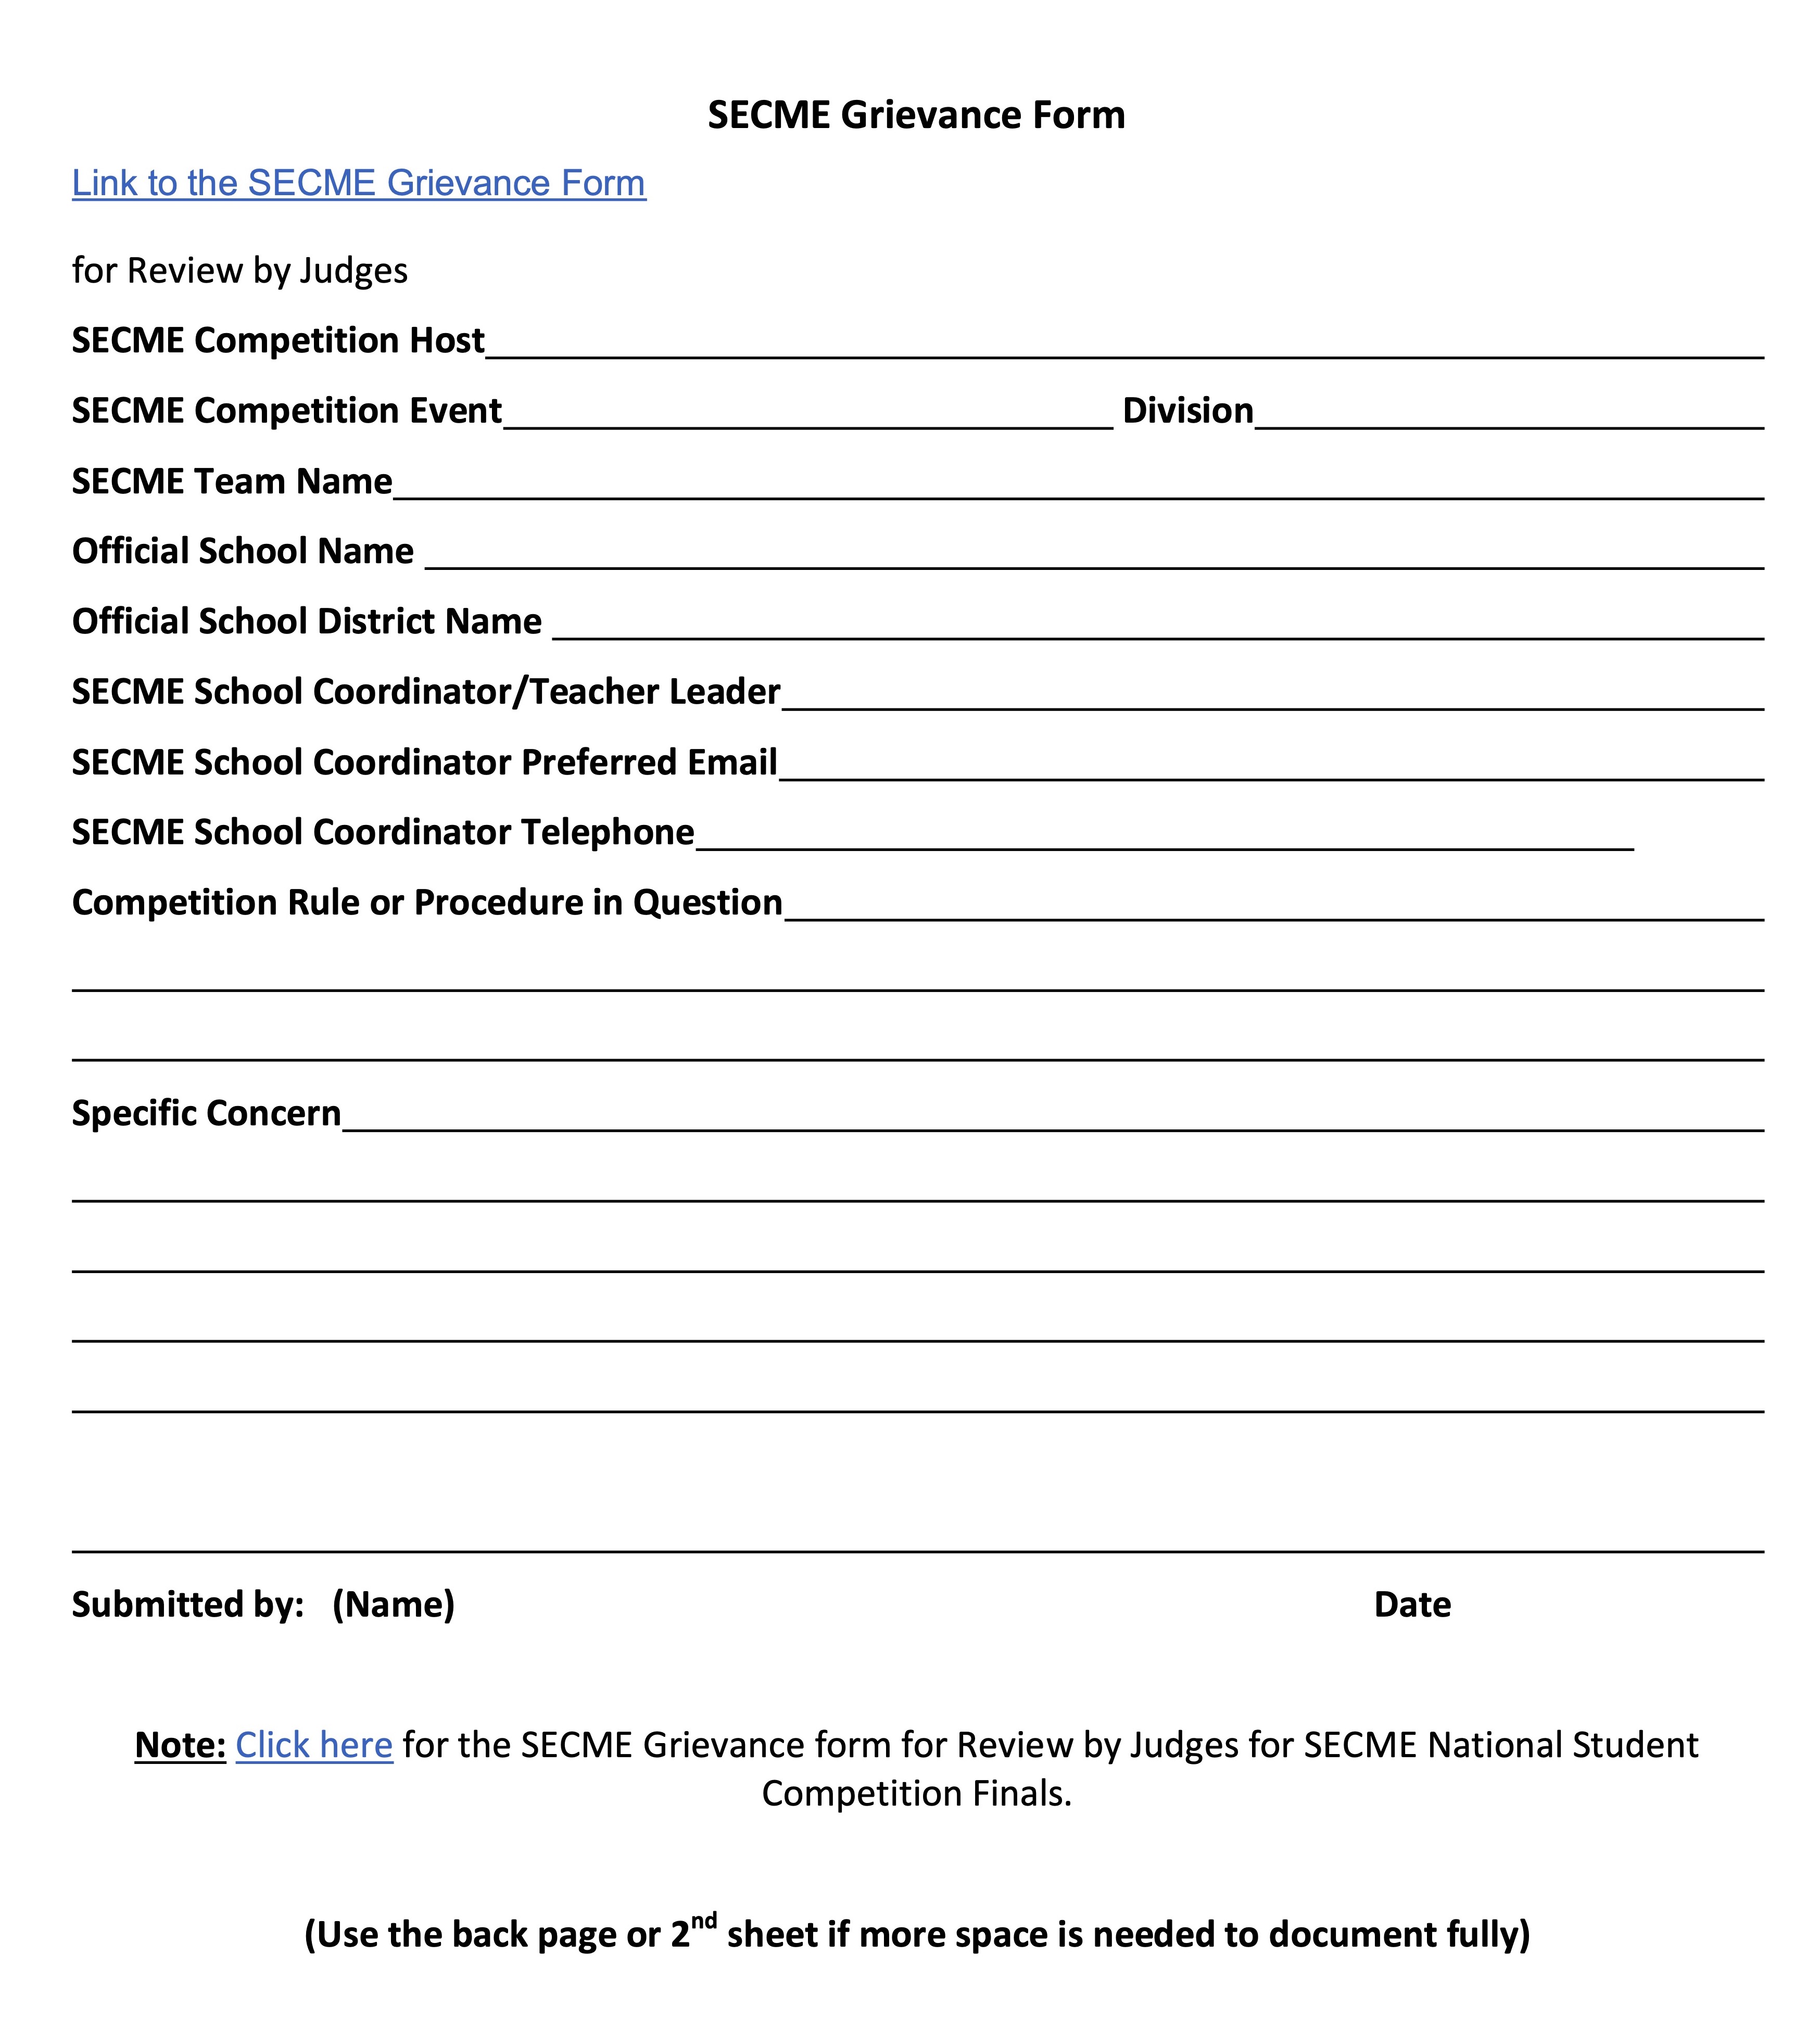 SECME Grievance Form
Link to the SECME Grievance Form
for Review by Judges
SECME Competition Host
SECME Competition Event Division
SECME Team Name
Official School Name
Official School District Name
SECME School Coordinator/Teacher Leader
SECME School Coordinator Preferred Email
SECME School Coordinator Telephone
Competition Rule or Procedure in Question
Specific Concern
Submitted by: (Name) Date
Note: Click here for the SECME Grievance form for Review by Judges for SECME National Student
Competition Finals.
(Use the back page or 2nd sheet if more space is needed to document fully)